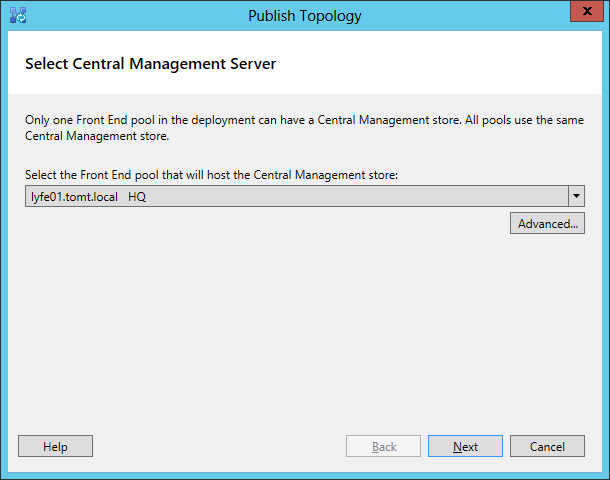 Publish Topology
x
Select Central Management Server
Only one Front End pool in the deployment can have a Central Management store. All pools use the same
Central Management store.
Select the Front End pool that will host the Central Management store:
lyfe01.tomt.local HQ
Advanced...
Help
Back
Next
Cancel